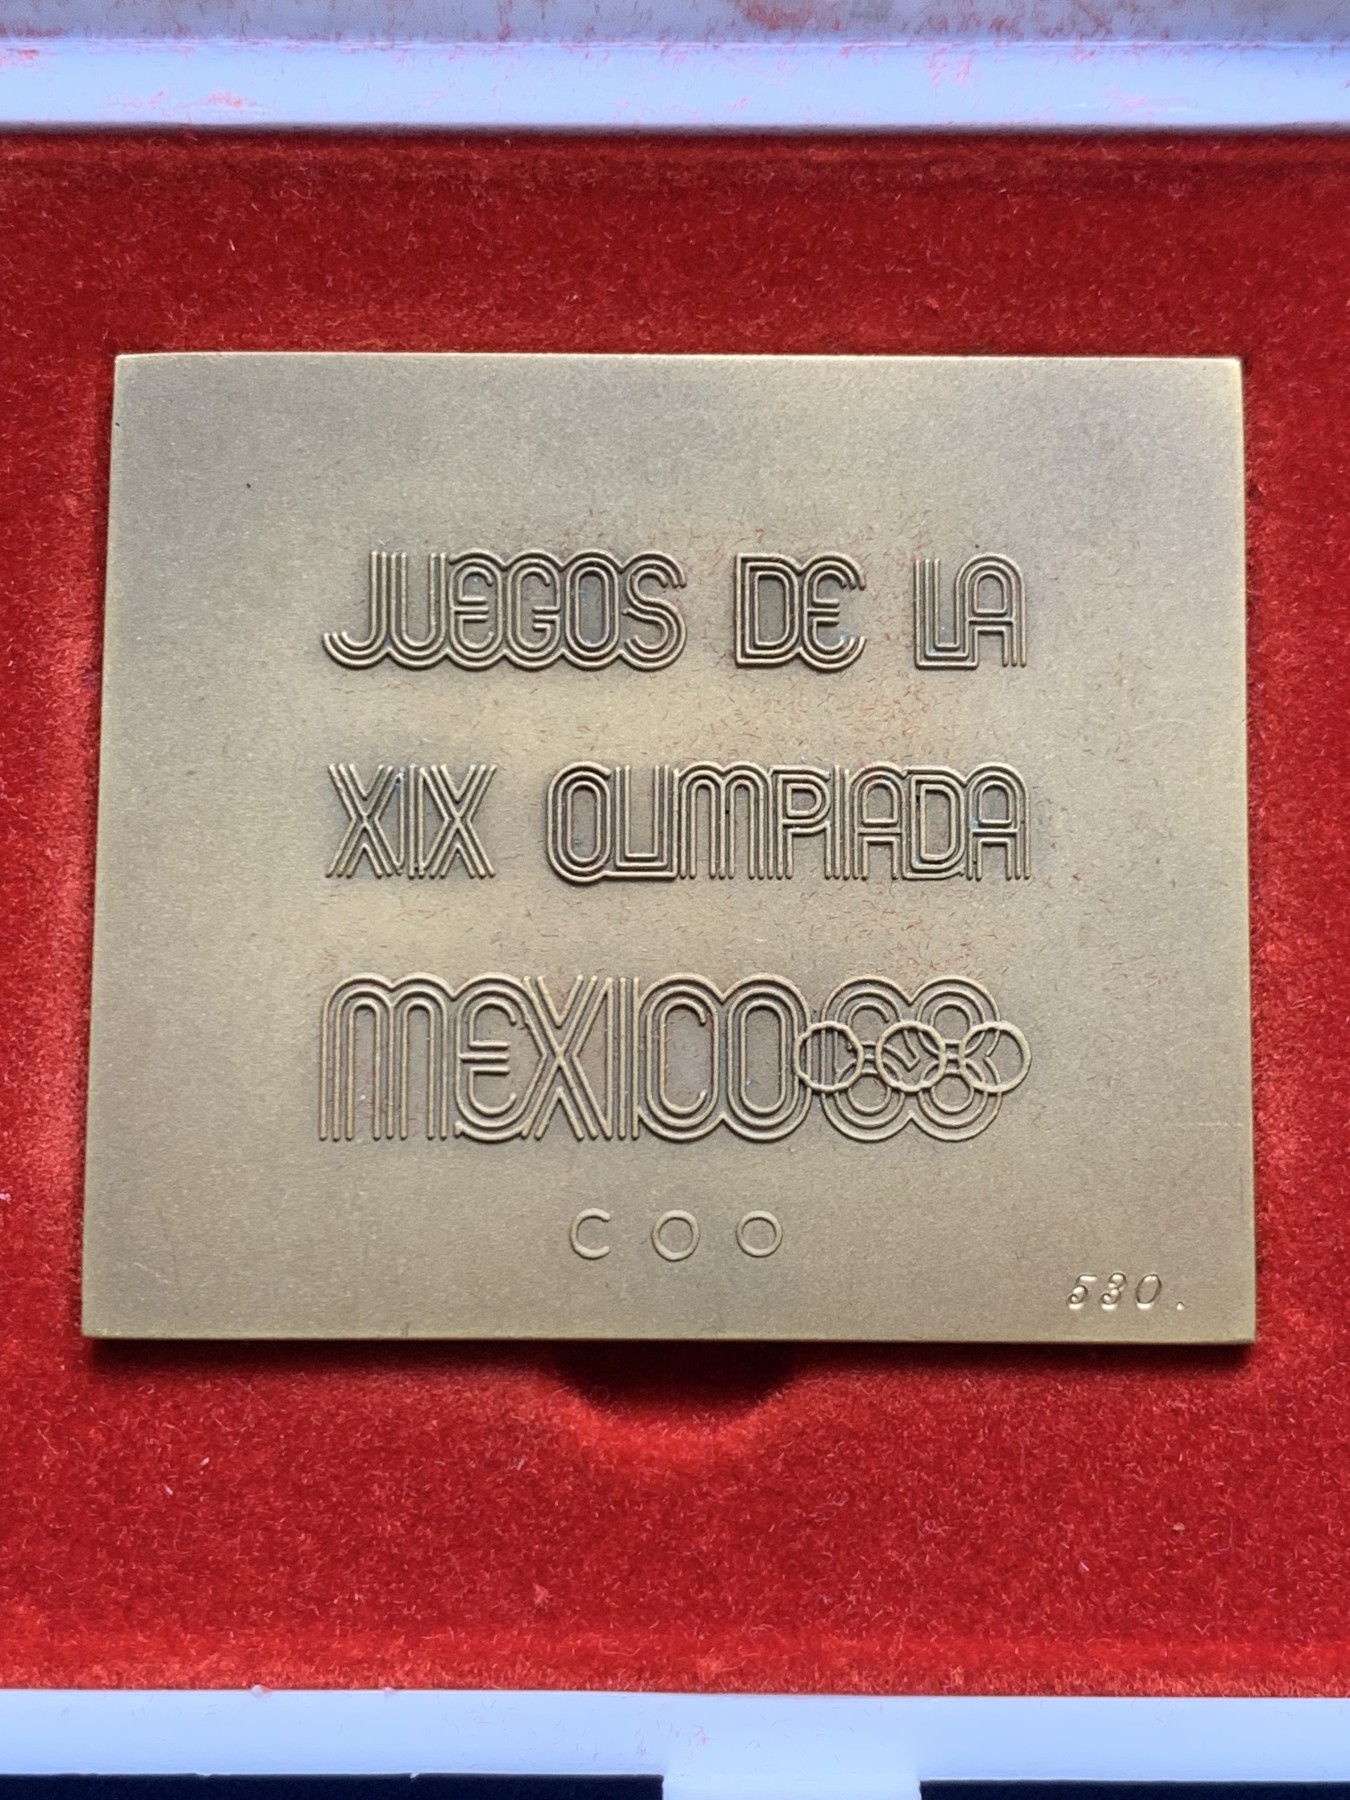 JUEGOS DE LA
XIX OLIMPIADA
MEXICO68
COO
530.